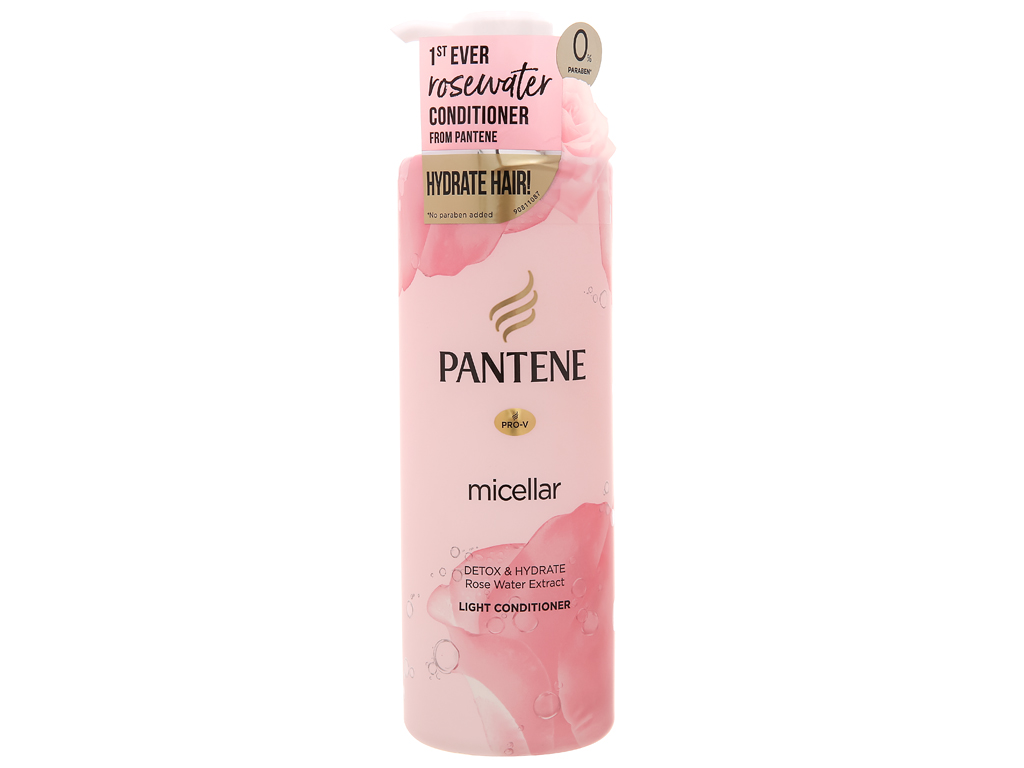 1ST EVER
rosewater
CONDITIONER
FROM PANTENE
0%
PARABEN*
HYDRATE HAIR!
*No paraben added
90811087
PANTENE
PRO-V
micellar
DETOX & HYDRATE
Rose Water Extract
LIGHT CONDITIONER